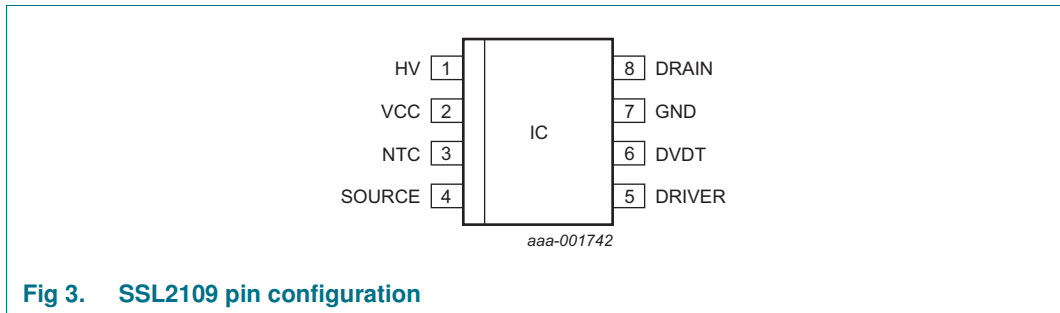 HV 1
VCC 2
NTC 3
SOURCE 4
IC
8 DRAIN
7 GND
6 DVDT
5 DRIVER
aaa-001742
Fig 3. SSL2109 pin configuration